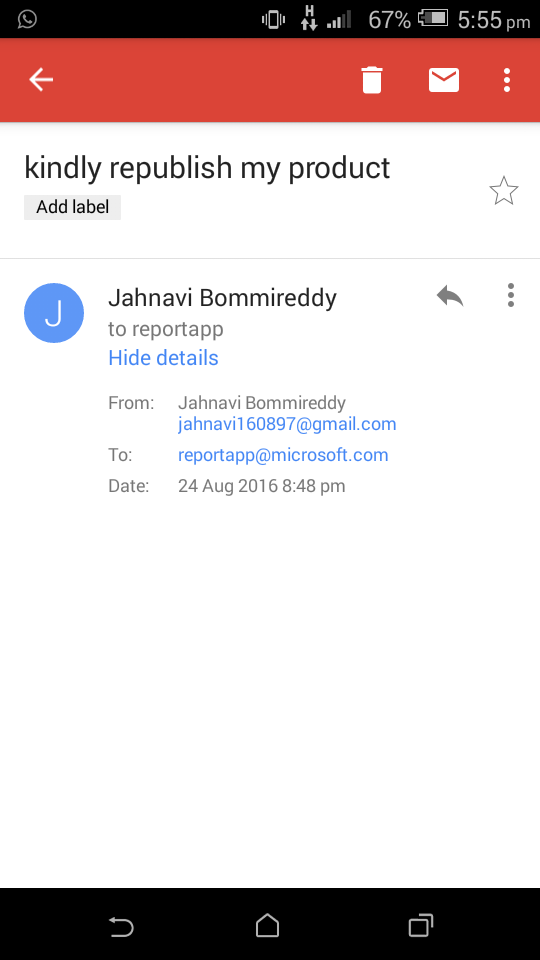 H
67% 5:55 pm
kindly republish my product
Add label
J
Jahnavi Bommireddy
to reportapp
Hide details
From: Jahnavi Bommireddy
jahnavi160897@gmail.com
To: reportapp@microsoft.com
Date: 24 Aug 2016 8:48 pm